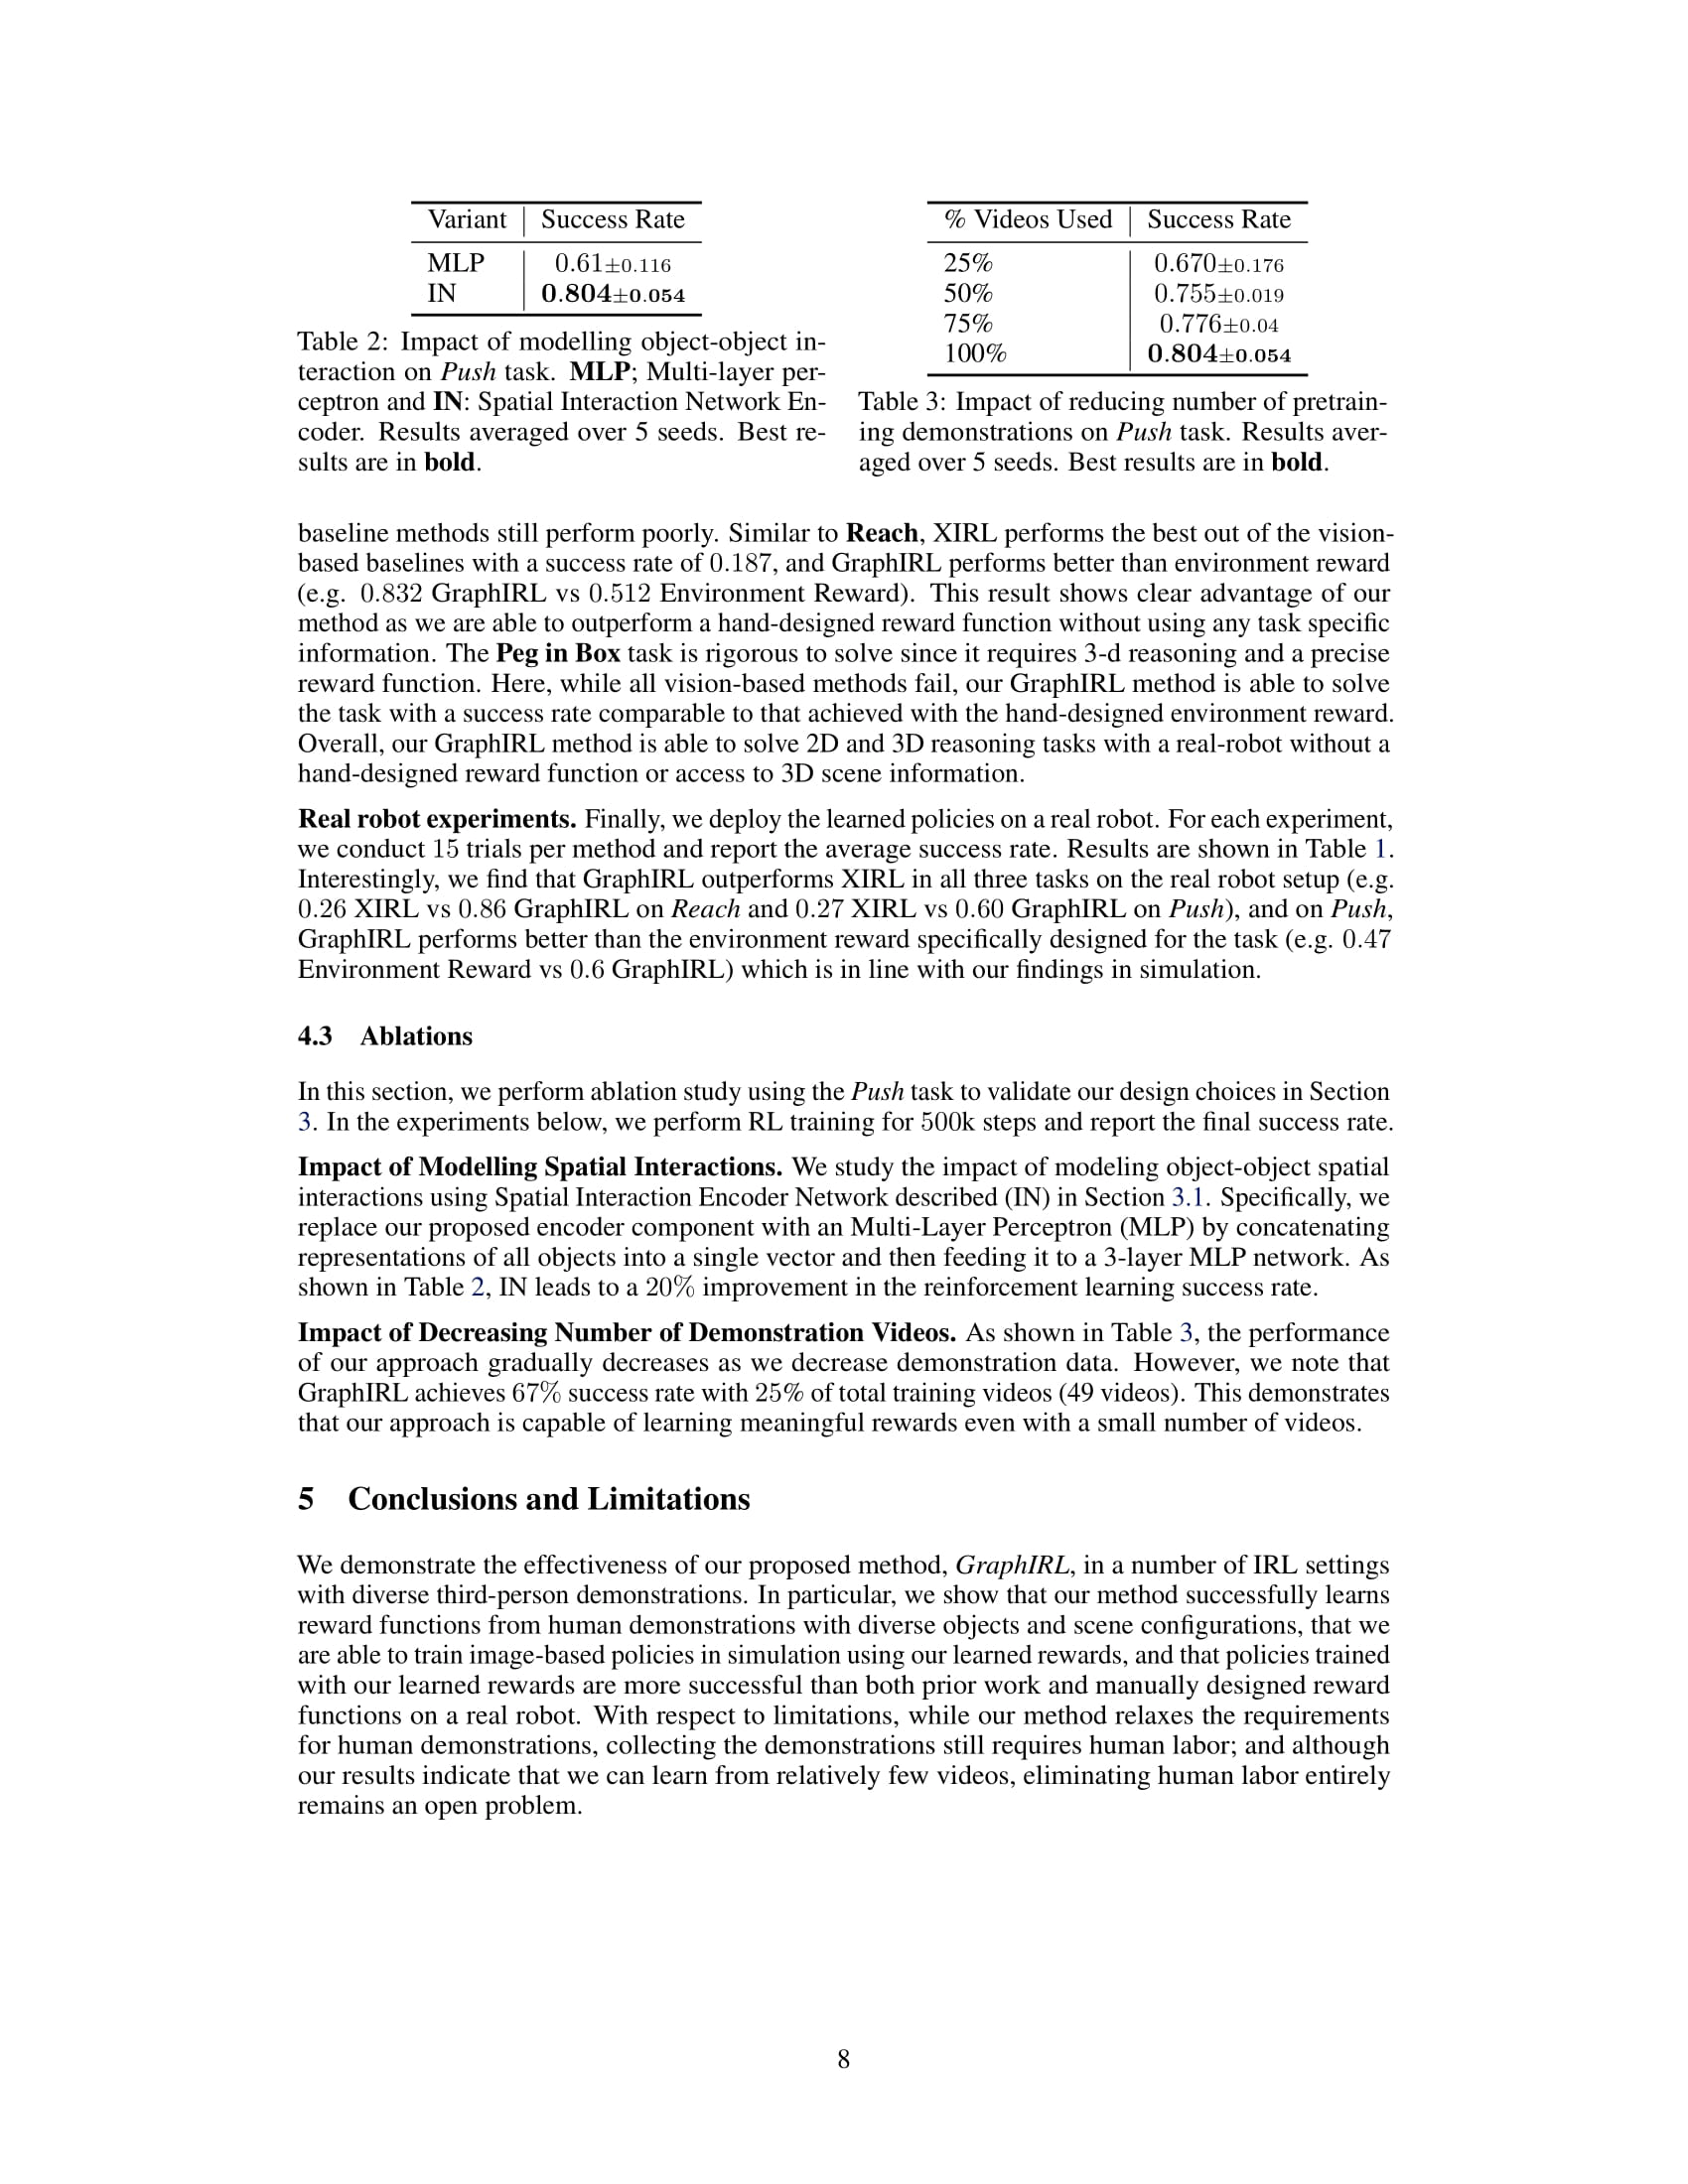 Variant | Success Rate
MLP | 0.61±0.116
IN | 0.804±0.054
Table 2: Impact of modelling object-object in-
teraction on Push task. MLP; Multi-layer per-
ceptron and IN: Spatial Interaction Network En-
coder. Results averaged over 5 seeds. Best re-
sults are in bold.
% Videos Used | Success Rate
25% | 0.670±0.176
50% | 0.755±0.019
75% | 0.776±0.04
100% | 0.804±0.054
Table 3: Impact of reducing number of pretrain-
ing demonstrations on Push task. Results aver-
aged over 5 seeds. Best results are in bold.
baseline methods still perform poorly. Similar to Reach, XIRL performs the best out of the vision-
based baselines with a success rate of 0.187, and GraphIRL performs better than environment reward
(e.g. 0.832 GraphIRL vs 0.512 Environment Reward). This result shows clear advantage of our
method as we are able to outperform a hand-designed reward function without using any task specific
information. The Peg in Box task is rigorous to solve since it requires 3-d reasoning and a precise
reward function. Here, while all vision-based methods fail, our GraphIRL method is able to solve
the task with a success rate comparable to that achieved with the hand-designed environment reward.
Overall, our GraphIRL method is able to solve 2D and 3D reasoning tasks with a real-robot without a
hand-designed reward function or access to 3D scene information.
Real robot experiments. Finally, we deploy the learned policies on a real robot. For each experiment,
we conduct 15 trials per method and report the average success rate. Results are shown in Table 1.
Interestingly, we find that GraphIRL outperforms XIRL in all three tasks on the real robot setup (e.g.
0.26 XIRL vs 0.86 GraphIRL on Reach and 0.27 XIRL vs 0.60 GraphIRL on Push), and on Push,
GraphIRL performs better than the environment reward specifically designed for the task (e.g. 0.47
Environment Reward vs 0.6 GraphIRL) which is in line with our findings in simulation.
4.3 Ablations
In this section, we perform ablation study using the Push task to validate our design choices in Section
3. In the experiments below, we perform RL training for 500k steps and report the final success rate.
Impact of Modelling Spatial Interactions. We study the impact of modeling object-object spatial
interactions using Spatial Interaction Encoder Network described (IN) in Section 3.1. Specifically, we
replace our proposed encoder component with an Multi-Layer Perceptron (MLP) by concatenating
representations of all objects into a single vector and then feeding it to a 3-layer MLP network. As
shown in Table 2, IN leads to a 20% improvement in the reinforcement learning success rate.
Impact of Decreasing Number of Demonstration Videos. As shown in Table 3, the performance
of our approach gradually decreases as we decrease demonstration data. However, we note that
GraphIRL achieves 67% success rate with 25% of total training videos (49 videos). This demonstrates
that our approach is capable of learning meaningful rewards even with a small number of videos.
5 Conclusions and Limitations
We demonstrate the effectiveness of our proposed method, GraphIRL, in a number of IRL settings
with diverse third-person demonstrations. In particular, we show that our method successfully learns
reward functions from human demonstrations with diverse objects and scene configurations, that we
are able to train image-based policies in simulation using our learned rewards, and that policies trained
with our learned rewards are more successful than both prior work and manually designed reward
functions on a real robot. With respect to limitations, while our method relaxes the requirements
for human demonstrations, collecting the demonstrations still requires human labor; and although
our results indicate that we can learn from relatively few videos, eliminating human labor entirely
remains an open problem.
8